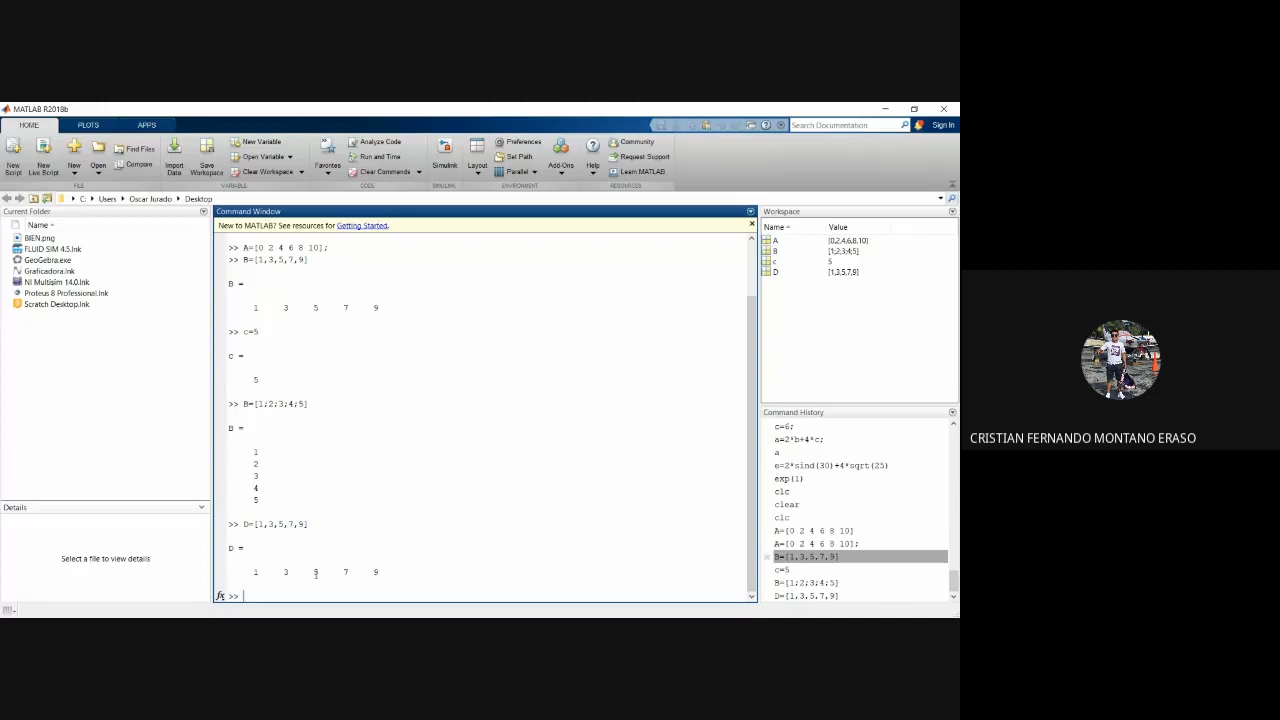 MATLAB R2018b
HOME
PLOTS
APPS
Search Documentation
Sign In
New Script
New Live Script
New
Open
Find Files
Compare
Import Data
Save Workspace
New Variable
Open Variable
Clear Workspace
Favorites
Analyze Code
Run and Time
Clear Commands
Simulink
Layout
Preferences
Set Path
Parallel
Add-Ons
Help
Community
Request Support
Learn MATLAB
FILE
VARIABLE
CODE
SIMULINK
ENVIRONMENT
RESOURCES
C: Users Oscar Jurado Desktop
Current Folder
Name
BIEN.png
FLUID SIM 4.5.lnk
GeoGebra.exe
Graficadora.lnk
NI Multisim 14.0.lnk
Proteus 8 Professional.lnk
Scratch Desktop.lnk
Details
Select a file to view details
Command Window
New to MATLAB? See resources for Getting Started.
>> A=[0 2 4 6 8 10];
>> B=[1,3,5,7,9]
B =
1 3 5 7 9
>> c=5
c =
5
>> B=[1;2;3;4;5]
B =
1
2
3
4
5
>> D=[1,3,5,7,9]
D =
1 3 5 7 9
fx >>
Workspace
Name Value
A [0,2,4,6,8,10]
B [1;2;3;4;5]
c 5
D [1,3,5,7,9]
Command History
c=6;
a=2*b+4*c;
a
e=2*sind(30)+4*sqrt(25)
exp(1)
clc
clear
clc
A=[0 2 4 6 8 10]
A=[0 2 4 6 8 10];
B=[1,3,5,7,9]
c=5
B=[1;2;3;4;5]
D=[1,3,5,7,9]
CRISTIAN FERNANDO MONTANO ERASO